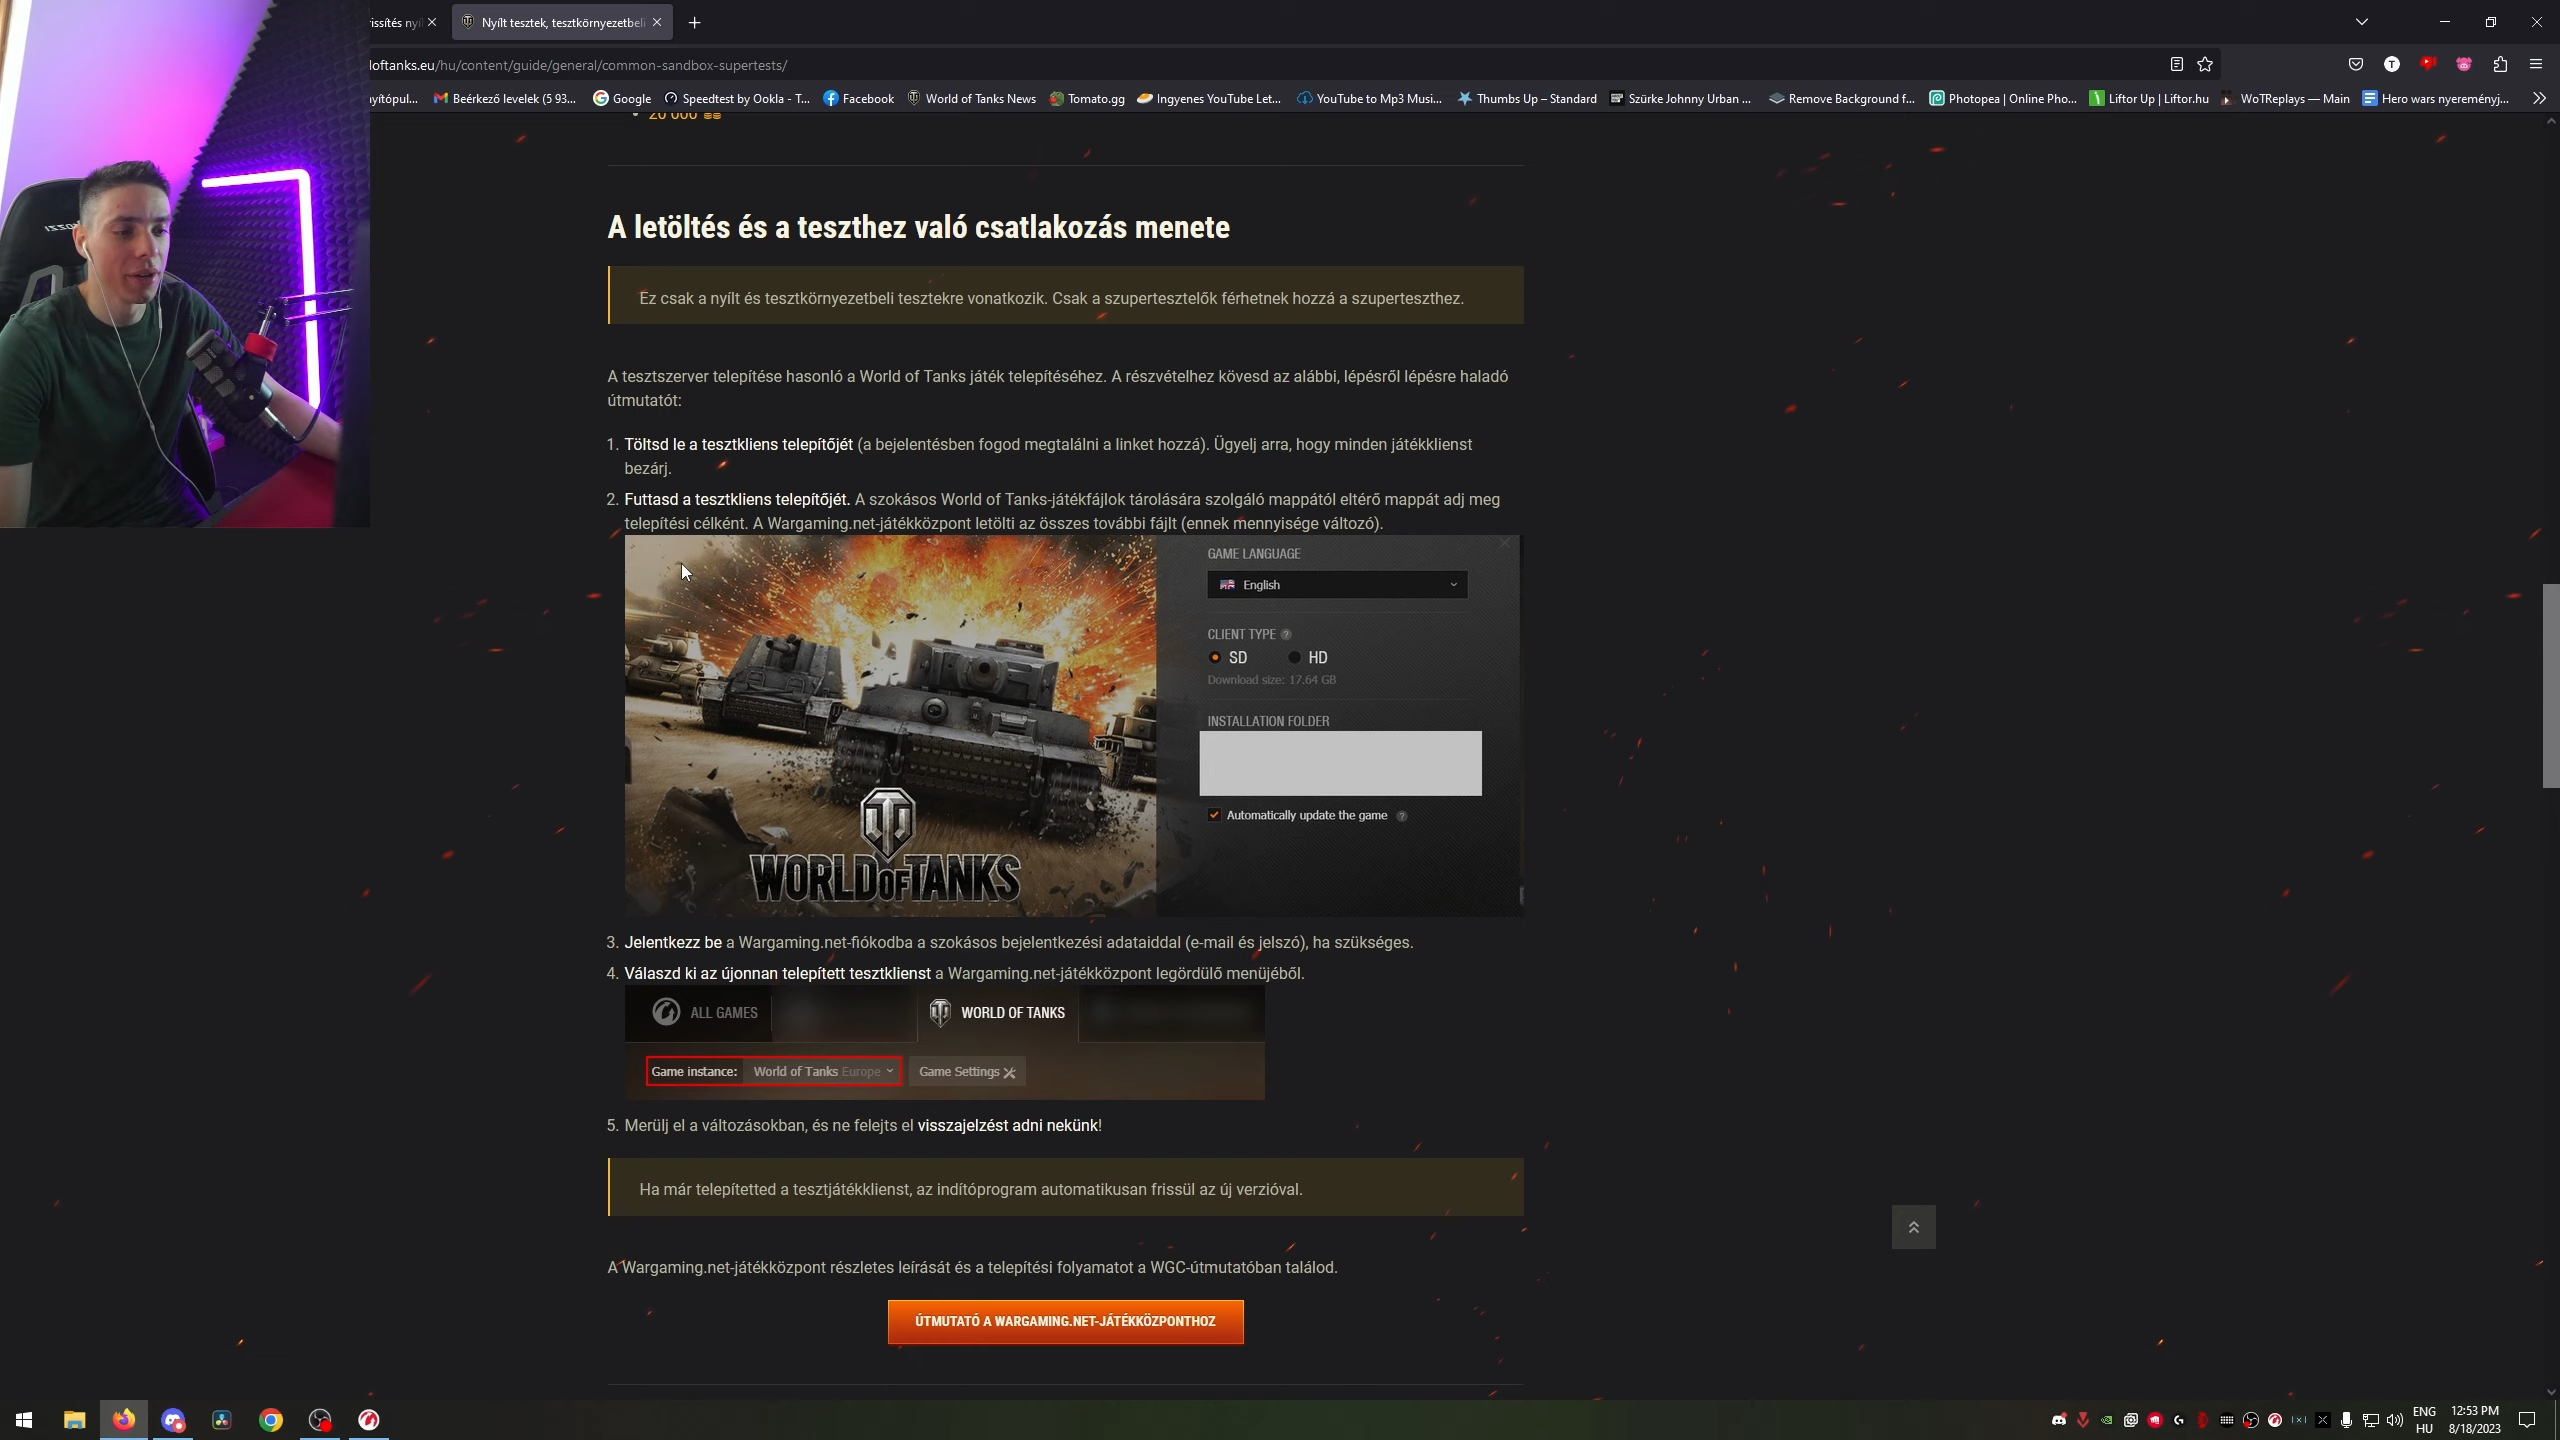 rissítés nyíl
Nyílt tesztek, tesztkörnyezetbeli
loftanks.eu/hu/content/guide/general/common-sandbox-supertests/
nyítópul...
Beérkező levelek (5 93...
Google
Speedtest by Ookla - T...
Facebook
World of Tanks News
Tomato.gg
Ingyenes YouTube Let...
YouTube to Mp3 Musi...
Thumbs Up – Standard
Szürke Johnny Urban ...
Remove Background f...
Photopea | Online Pho...
Liftor Up | Liftor.hu
WoTReplays — Main
Hero wars nyereményj...
20 000
A letöltés és a teszthez való csatlakozás menete
Ez csak a nyílt és tesztkörnyezetbeli tesztekre vonatkozik. Csak a szupertesztelők férhetnek hozzá a szuperteszthez.
A tesztszerver telepítése hasonló a World of Tanks játék telepítéséhez. A részvételhez kövesd az alábbi, lépésről lépésre haladó
útmutatót:
1. Töltsd le a tesztkliens telepítőjét (a bejelentésben fogod megtalálni a linket hozzá). Ügyelj arra, hogy minden játékklienst
bezárj.
2. Futtasd a tesztkliens telepítőjét. A szokásos World of Tanks-játékfájlok tárolására szolgáló mappától eltérő mappát adj meg
telepítési célként. A Wargaming.net-játékközpont letölti az összes további fájlt (ennek mennyisége változó).
GAME LANGUAGE
English
CLIENT TYPE ?
SD HD
Download size: 17.64 GB
INSTALLATION FOLDER
Automatically update the game ?
WORLD OF TANKS
3. Jelentkezz be a Wargaming.net-fiókodba a szokásos bejelentkezési adataiddal (e-mail és jelszó), ha szükséges.
4. Válaszd ki az újonnan telepített tesztklienst a Wargaming.net-játékközpont legördülő menüjéből.
ALL GAMES
WORLD OF TANKS
Game instance: World of Tanks Europe
Game Settings
5. Merülj el a változásokban, és ne felejts el visszajelzést adni nekünk!
Ha már telepítetted a tesztjátékklienst, az indítóprogram automatikusan frissül az új verzióval.
A Wargaming.net-játékközpont részletes leírását és a telepítési folyamatot a WGC-útmutatóban találod.
ÚTMUTATÓ A WARGAMING.NET-JÁTÉKKÖZPONTHOZ
ENG
HU
12:53 PM
8/18/2023